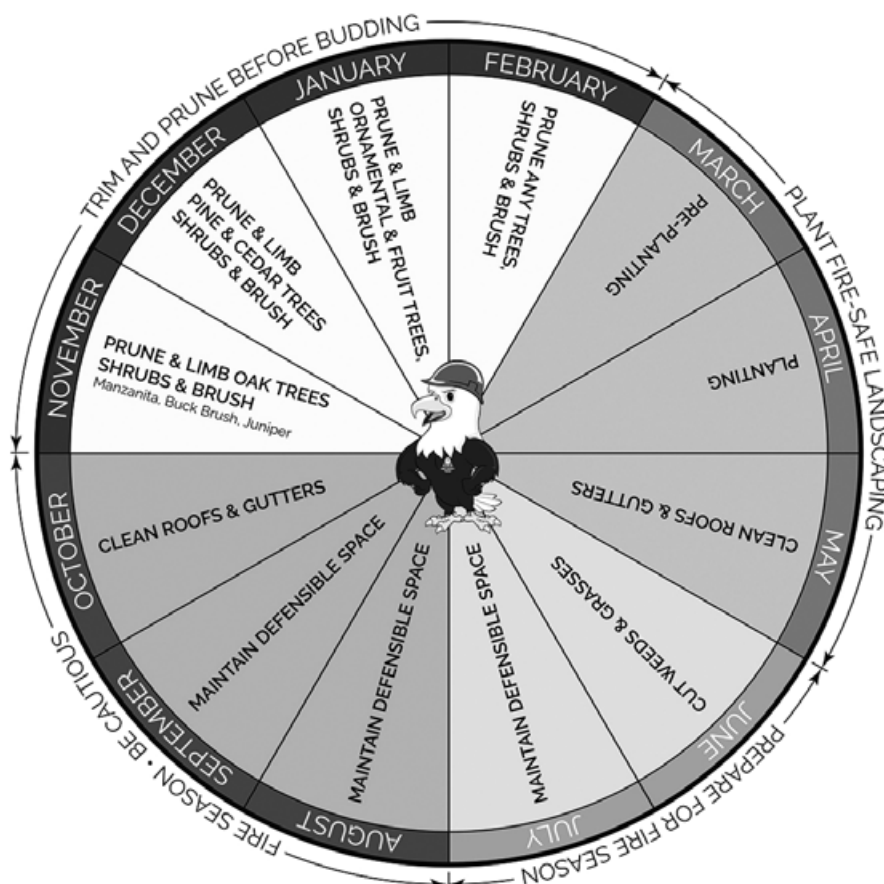 TRIM AND PRUNE BEFORE BUDDING
JANUARY
PRUNE & LIMB
ORNAMENTAL & FRUIT TREES,
SHRUBS & BRUSH
FEBRUARY
PRUNE ANY TREES,
SHRUBS & BRUSH
PLANT FIRE-SAFE LANDSCAPING
MARCH
PRE-PLANTING
APRIL
PLANTING
MAY
CLEAN ROOFS & GUTTERS
PREPARE FOR FIRE SEASON
JUNE
CUT WEEDS & GRASSES
JULY
MAINTAIN DEFENSIBLE SPACE
FIRE SEASON • BE CAUTIOUS
AUGUST
MAINTAIN DEFENSIBLE SPACE
SEPTEMBER
MAINTAIN DEFENSIBLE SPACE
OCTOBER
CLEAN ROOFS & GUTTERS
NOVEMBER
PRUNE & LIMB OAK TREES
SHRUBS & BRUSH
Manzanita, Buck Brush, Juniper
DECEMBER
PRUNE & LIMB
PINE & CEDAR TREES
SHRUBS & BRUSH